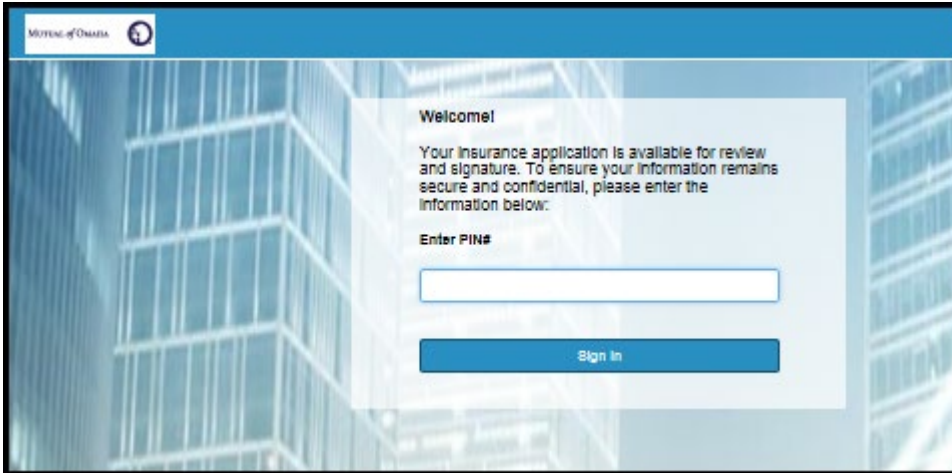 MUTUAL of OMAHA
Welcome!
Your insurance application is available for review
and signature. To ensure your information remains
secure and confidential, please enter the
information below:
Enter PIN#
Sign In